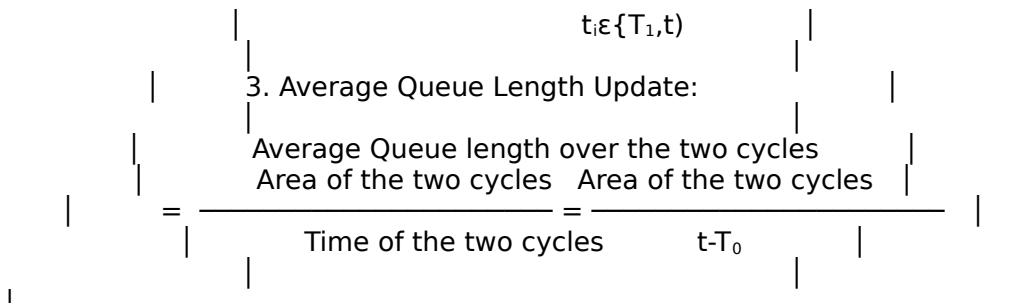 | tᵢε{T₁,t) |
| |
| 3. Average Queue Length Update: |
| |
| Average Queue length over the two cycles |
| Area of the two cycles Area of the two cycles |
| = ──────────────────── = ──────────────────── |
| Time of the two cycles t-T₀ |
| |
|